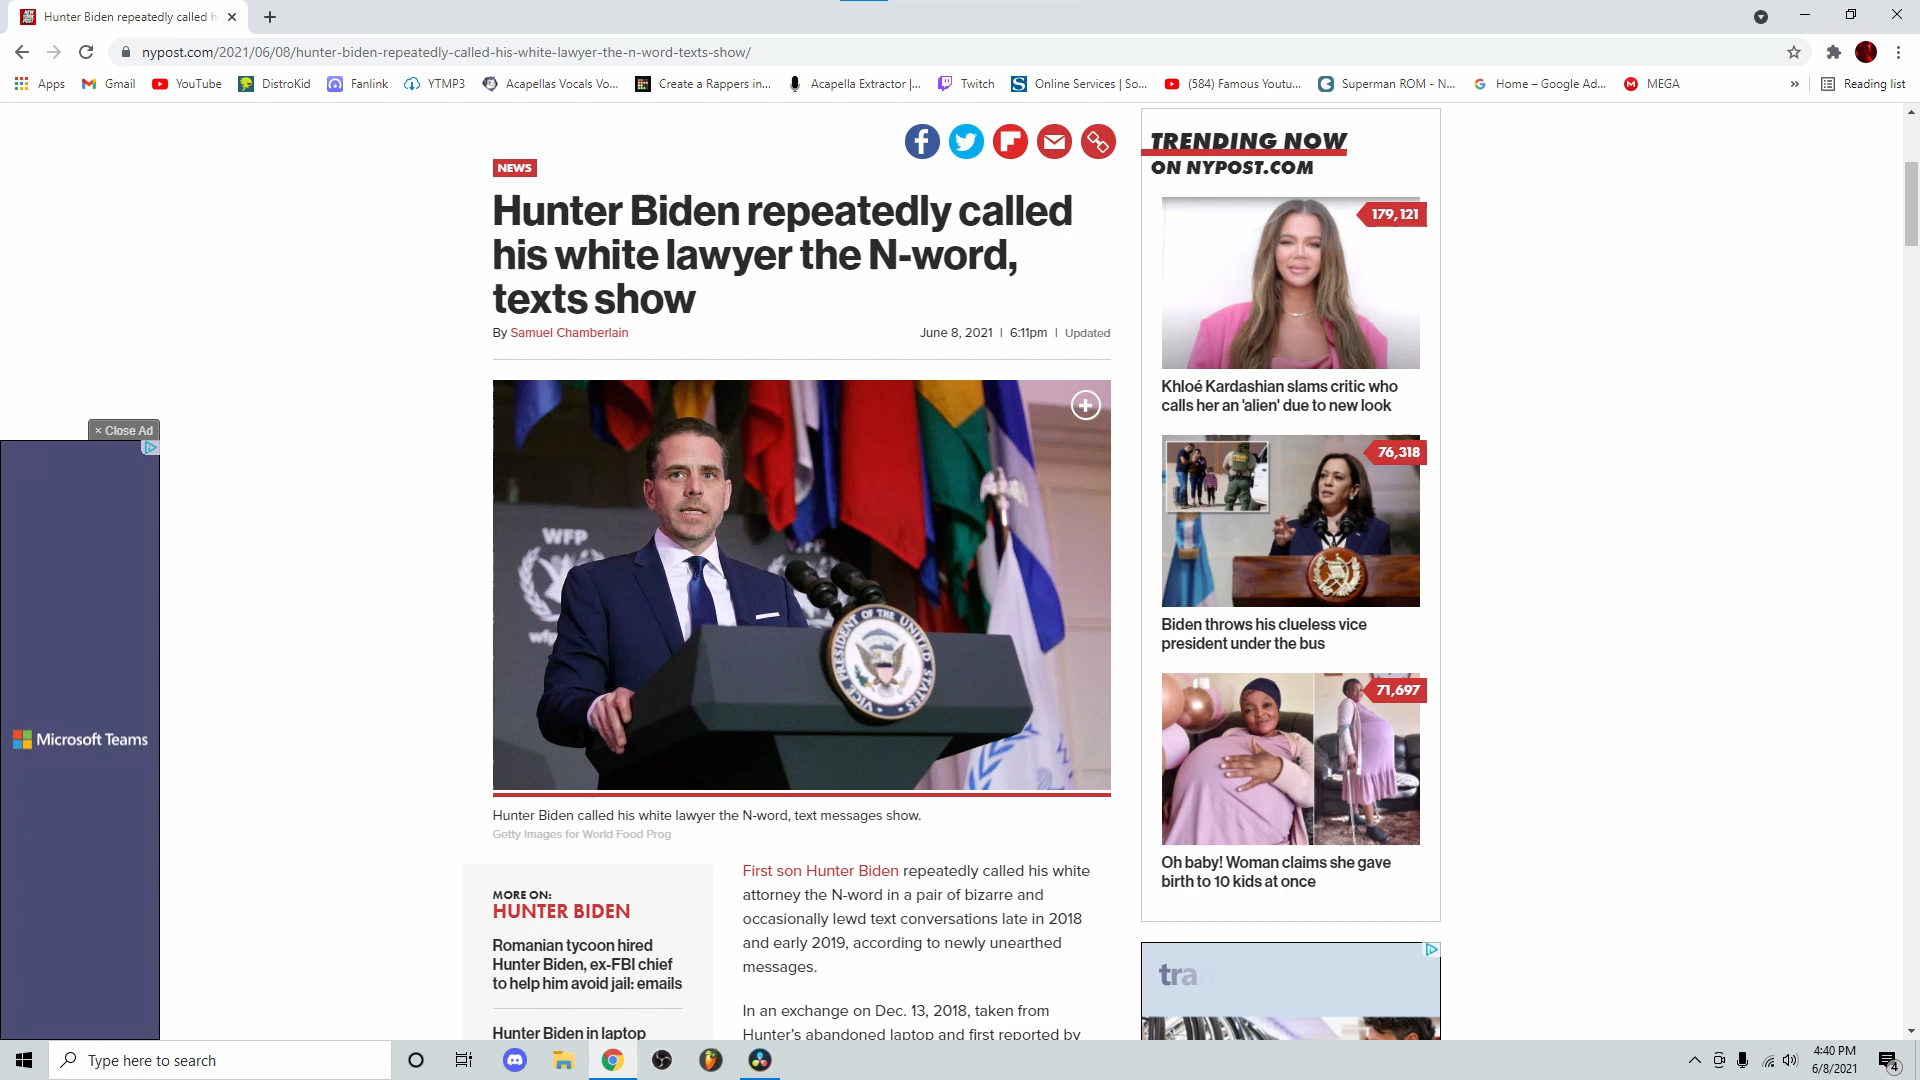 Hunter Biden repeatedly called h
nypost.com/2021/06/08/hunter-biden-repeatedly-called-his-white-lawyer-the-n-word-texts-show/
Apps Gmail YouTube DistroKid Fanlink YTMP3 Acapellas Vocals Vo... Create a Rappers in... Acapella Extractor |... Twitch Online Services | So... (584) Famous Youtu... Superman ROM - N... Home – Google Ad... MEGA » Reading list
NEWS
Hunter Biden repeatedly called
his white lawyer the N-word,
texts show
By Samuel Chamberlain June 8, 2021 | 6:11pm | Updated
WFP
wfp
VICE PRESIDENT OF THE UNITED STATES
Hunter Biden called his white lawyer the N-word, text messages show.
Getty Images for World Food Prog
MORE ON:
HUNTER BIDEN
Romanian tycoon hired
Hunter Biden, ex-FBI chief
to help him avoid jail: emails
Hunter Biden in laptop
First son Hunter Biden repeatedly called his white
attorney the N-word in a pair of bizarre and
occasionally lewd text conversations late in 2018
and early 2019, according to newly unearthed
messages.
In an exchange on Dec. 13, 2018, taken from
Hunter's abandoned laptop and first reported by
TRENDING NOW
ON NYPOST.COM
179,121
Khloé Kardashian slams critic who
calls her an 'alien' due to new look
76,318
Biden throws his clueless vice
president under the bus
71,697
Oh baby! Woman claims she gave
birth to 10 kids at once
tra
× Close Ad
Microsoft Teams
Type here to search
4:40 PM
6/8/2021
4